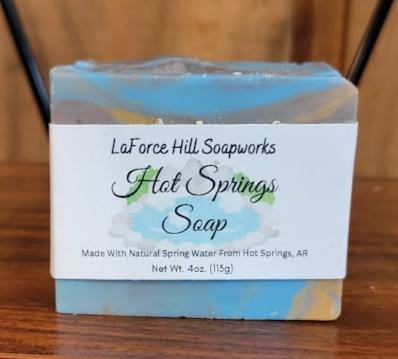 LaForce Hill Soapworks
Hot Springs
Soap
Made With Natural Spring Water From Hot Springs, AR
Net Wt. 4oz. (113g)